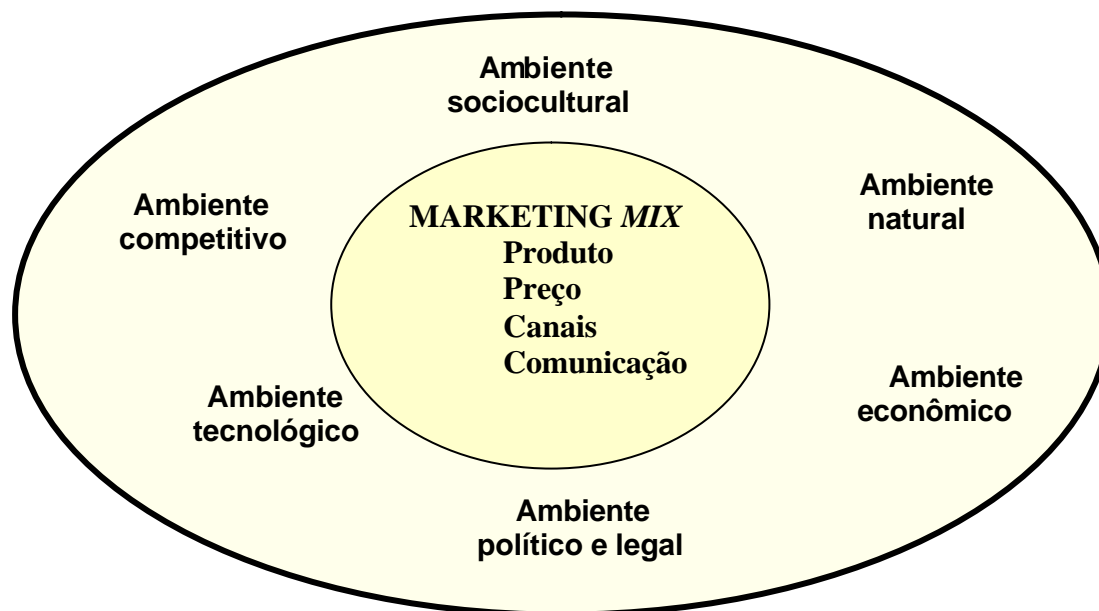 Ambiente
sociocultural
Ambiente
natural
Ambiente
competitivo
MARKETING MIX
Produto
Preço
Canais
Comunicação
Ambiente
econômico
Ambiente
tecnológico
Ambiente
político e legal